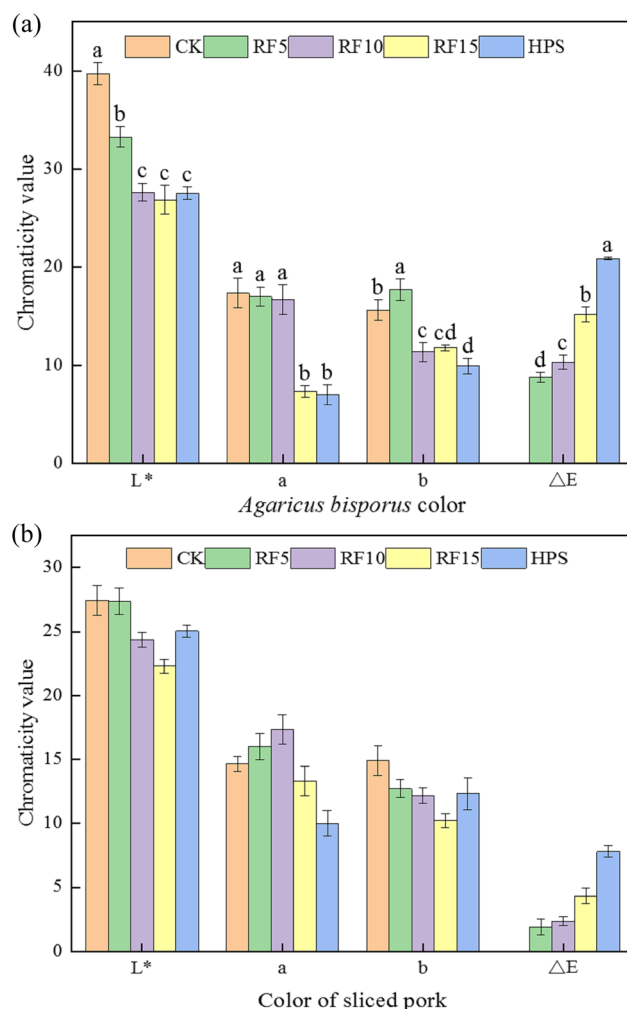 (a)
CK RF5 RF10 RF15 HPS
Chromaticity value
40
30
20
10
0
a b c c c
a a a b b
b a c cd d
d c b a
L* a b △E
Agaricus bisporus color
(b)
CK RF5 RF10 RF15 HPS
Chromaticity value
30
25
20
15
10
5
0
L* a b △E
Color of sliced pork